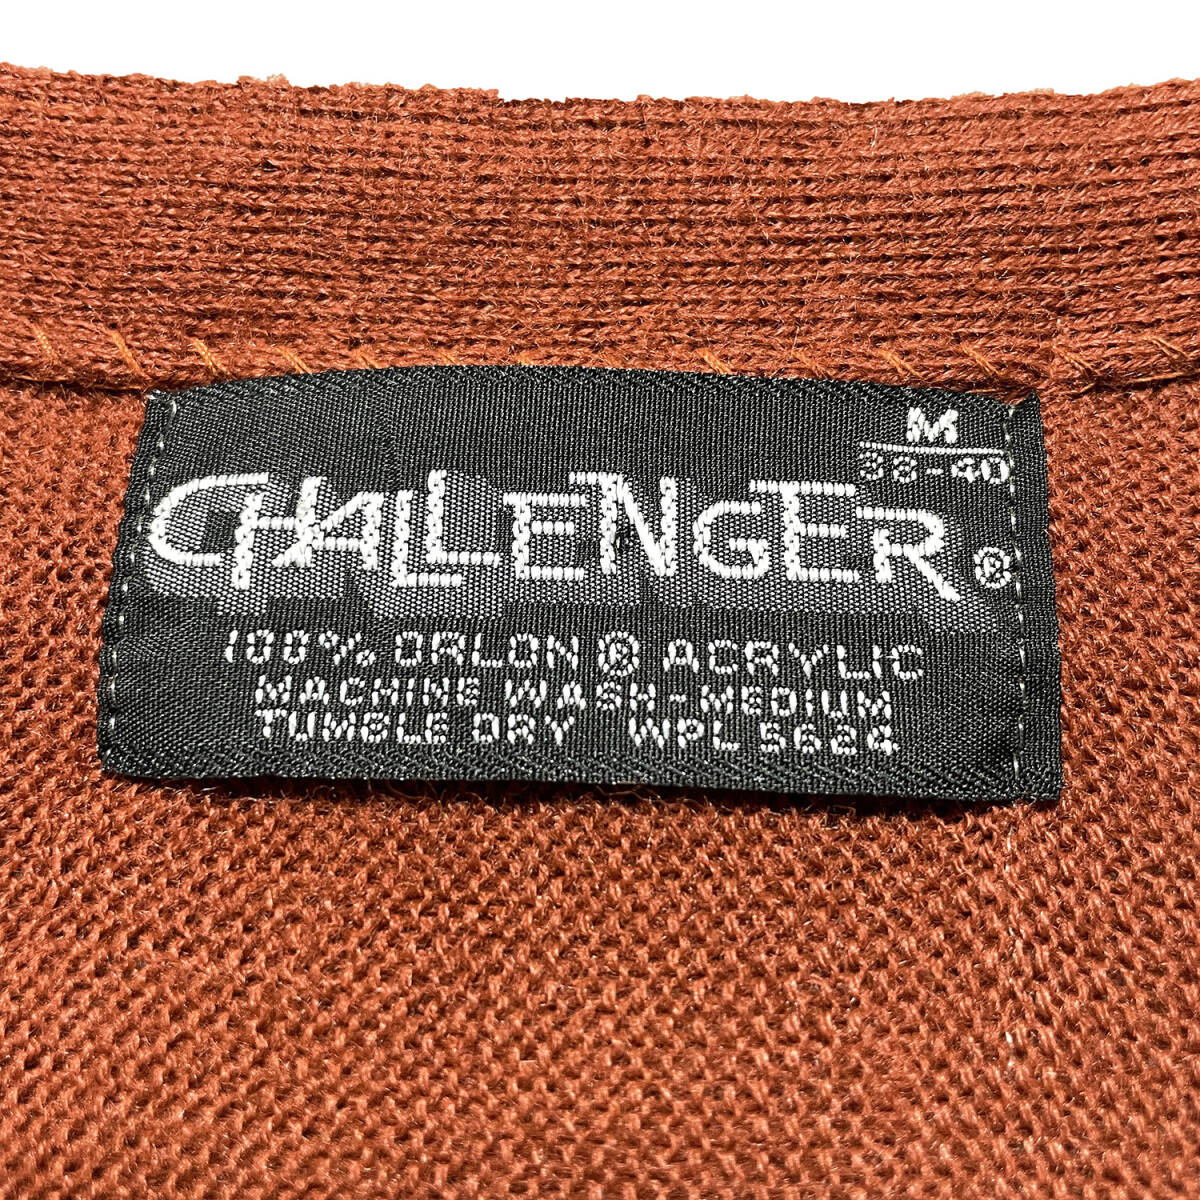 M
38-40
CHALLENGER ®
100% ORLON ® ACRYLIC
MACHINE WASH-MEDIUM
TUMBLE DRY WPL 5624